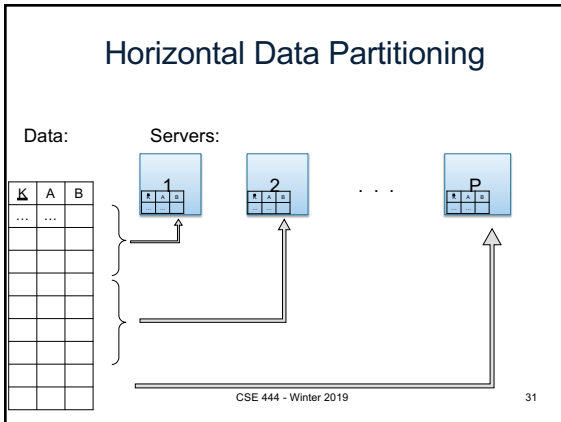 Horizontal Data Partitioning
Data: Servers:
1 2 . . . P
K A B K A B K A B
... ... ... ... ... ...
K A B
... ...
CSE 444 - Winter 2019 31